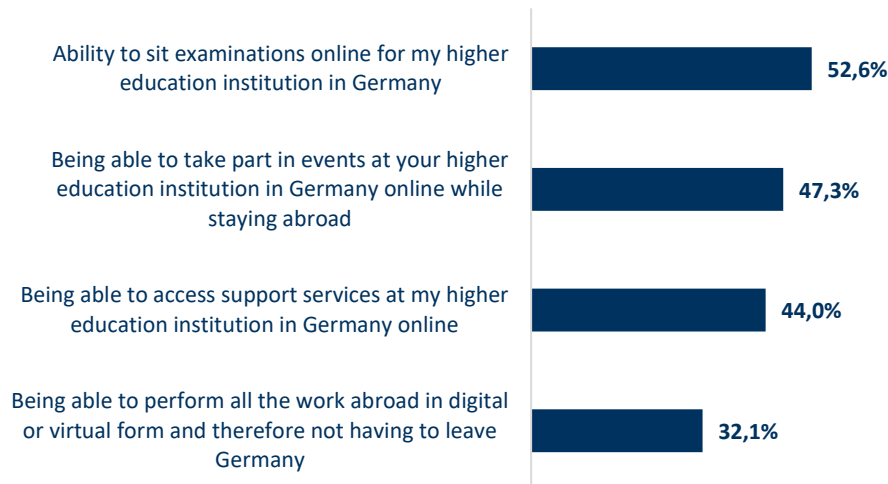 Ability to sit examinations online for my higher
education institution in Germany
52,6%
Being able to take part in events at your higher
education institution in Germany online while
staying abroad
47,3%
Being able to access support services at my higher
education institution in Germany online
44,0%
Being able to perform all the work abroad in digital
or virtual form and therefore not having to leave
Germany
32,1%